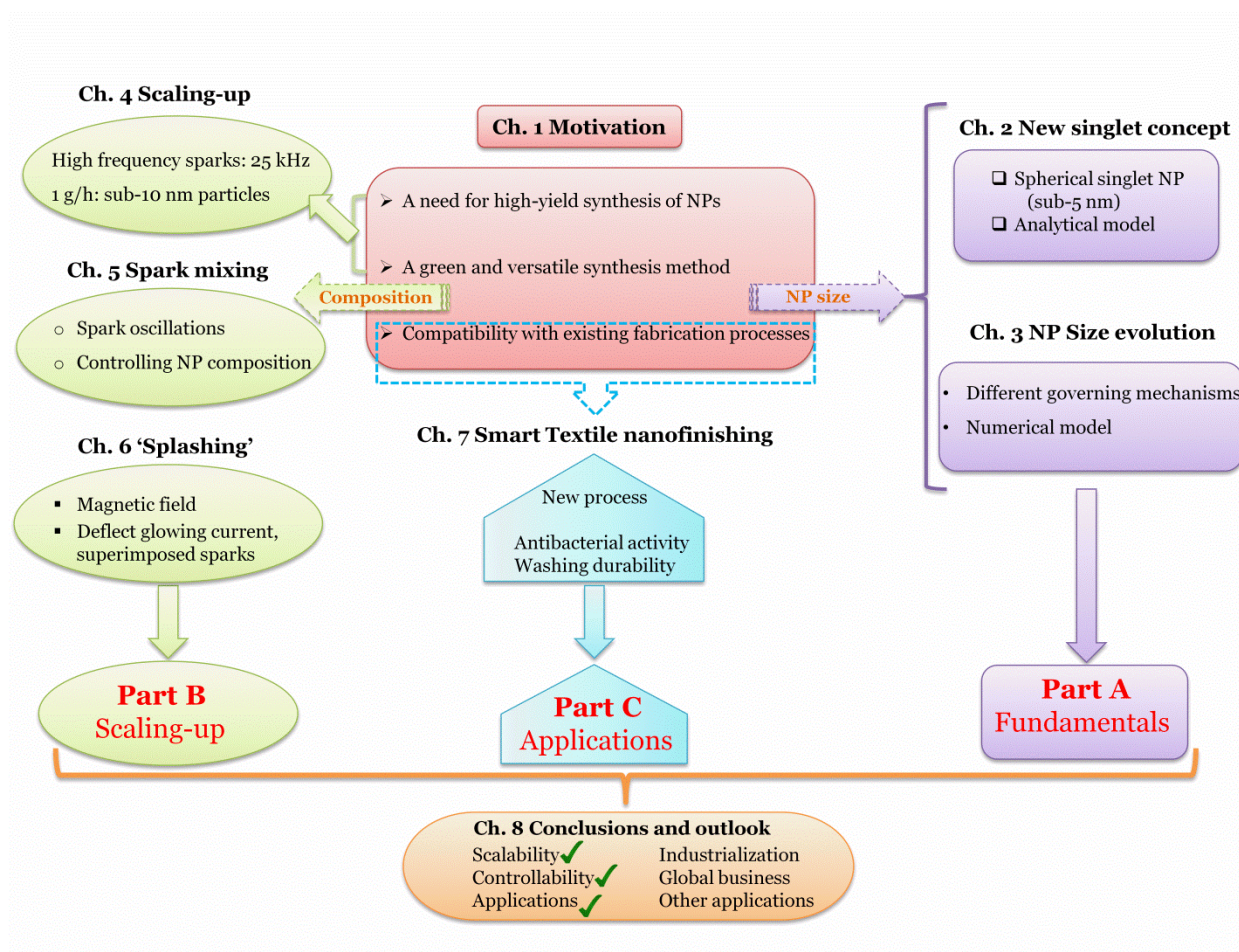 Ch. 4 Scaling-up
High frequency sparks: 25 kHz
1 g/h: sub-10 nm particles
Ch. 5 Spark mixing
Spark oscillations
Controlling NP composition
Ch. 6 ‘Splashing’
Magnetic field
Deflect glowing current,
superimposed sparks
Part B
Scaling-up
Ch. 1 Motivation
A need for high-yield synthesis of NPs
A green and versatile synthesis method
Composition
NP size
Compatibility with existing fabrication processes
Ch. 7 Smart Textile nanofinishing
New process
Antibacterial activity
Washing durability
Part C
Applications
Ch. 2 New singlet concept
Spherical singlet NP
(sub-5 nm)
Analytical model
Ch. 3 NP Size evolution
Different governing mechanisms
Numerical model
Part A
Fundamentals
Ch. 8 Conclusions and outlook
Scalability
Controllability
Applications
Industrialization
Global business
Other applications